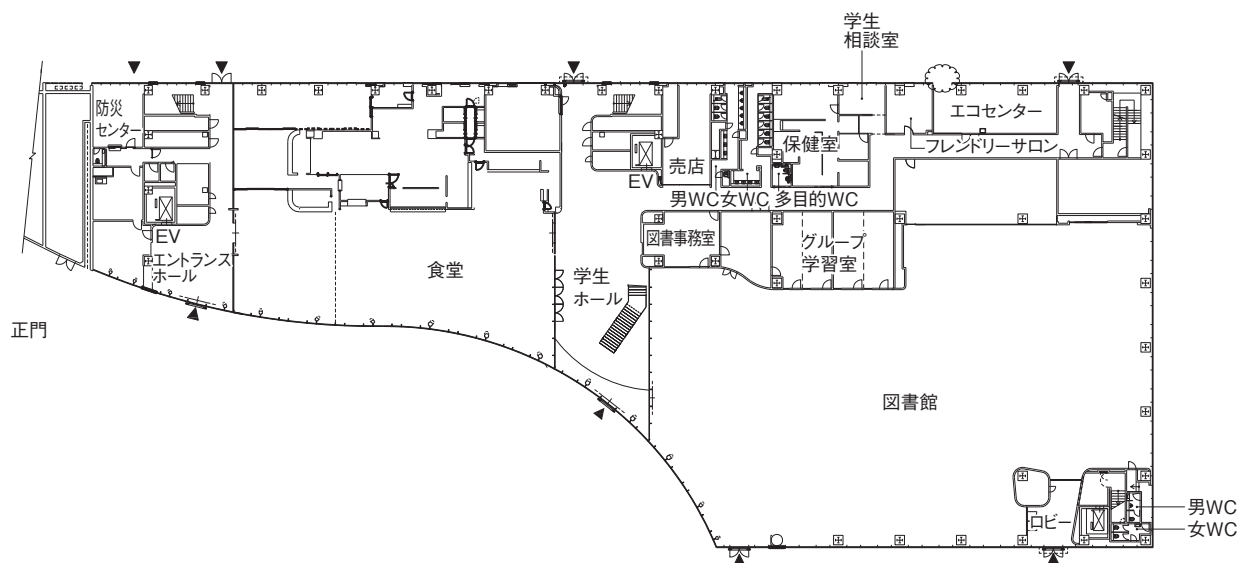 学生
相談室
防災
センター
エコセンター
保健室
フレンドリーサロン
売店
EV
男WC
女WC
多目的WC
EV
エントランス
ホール
図書事務室
グループ
学習室
食堂
学生
ホール
正門
図書館
ロビー
男WC
女WC